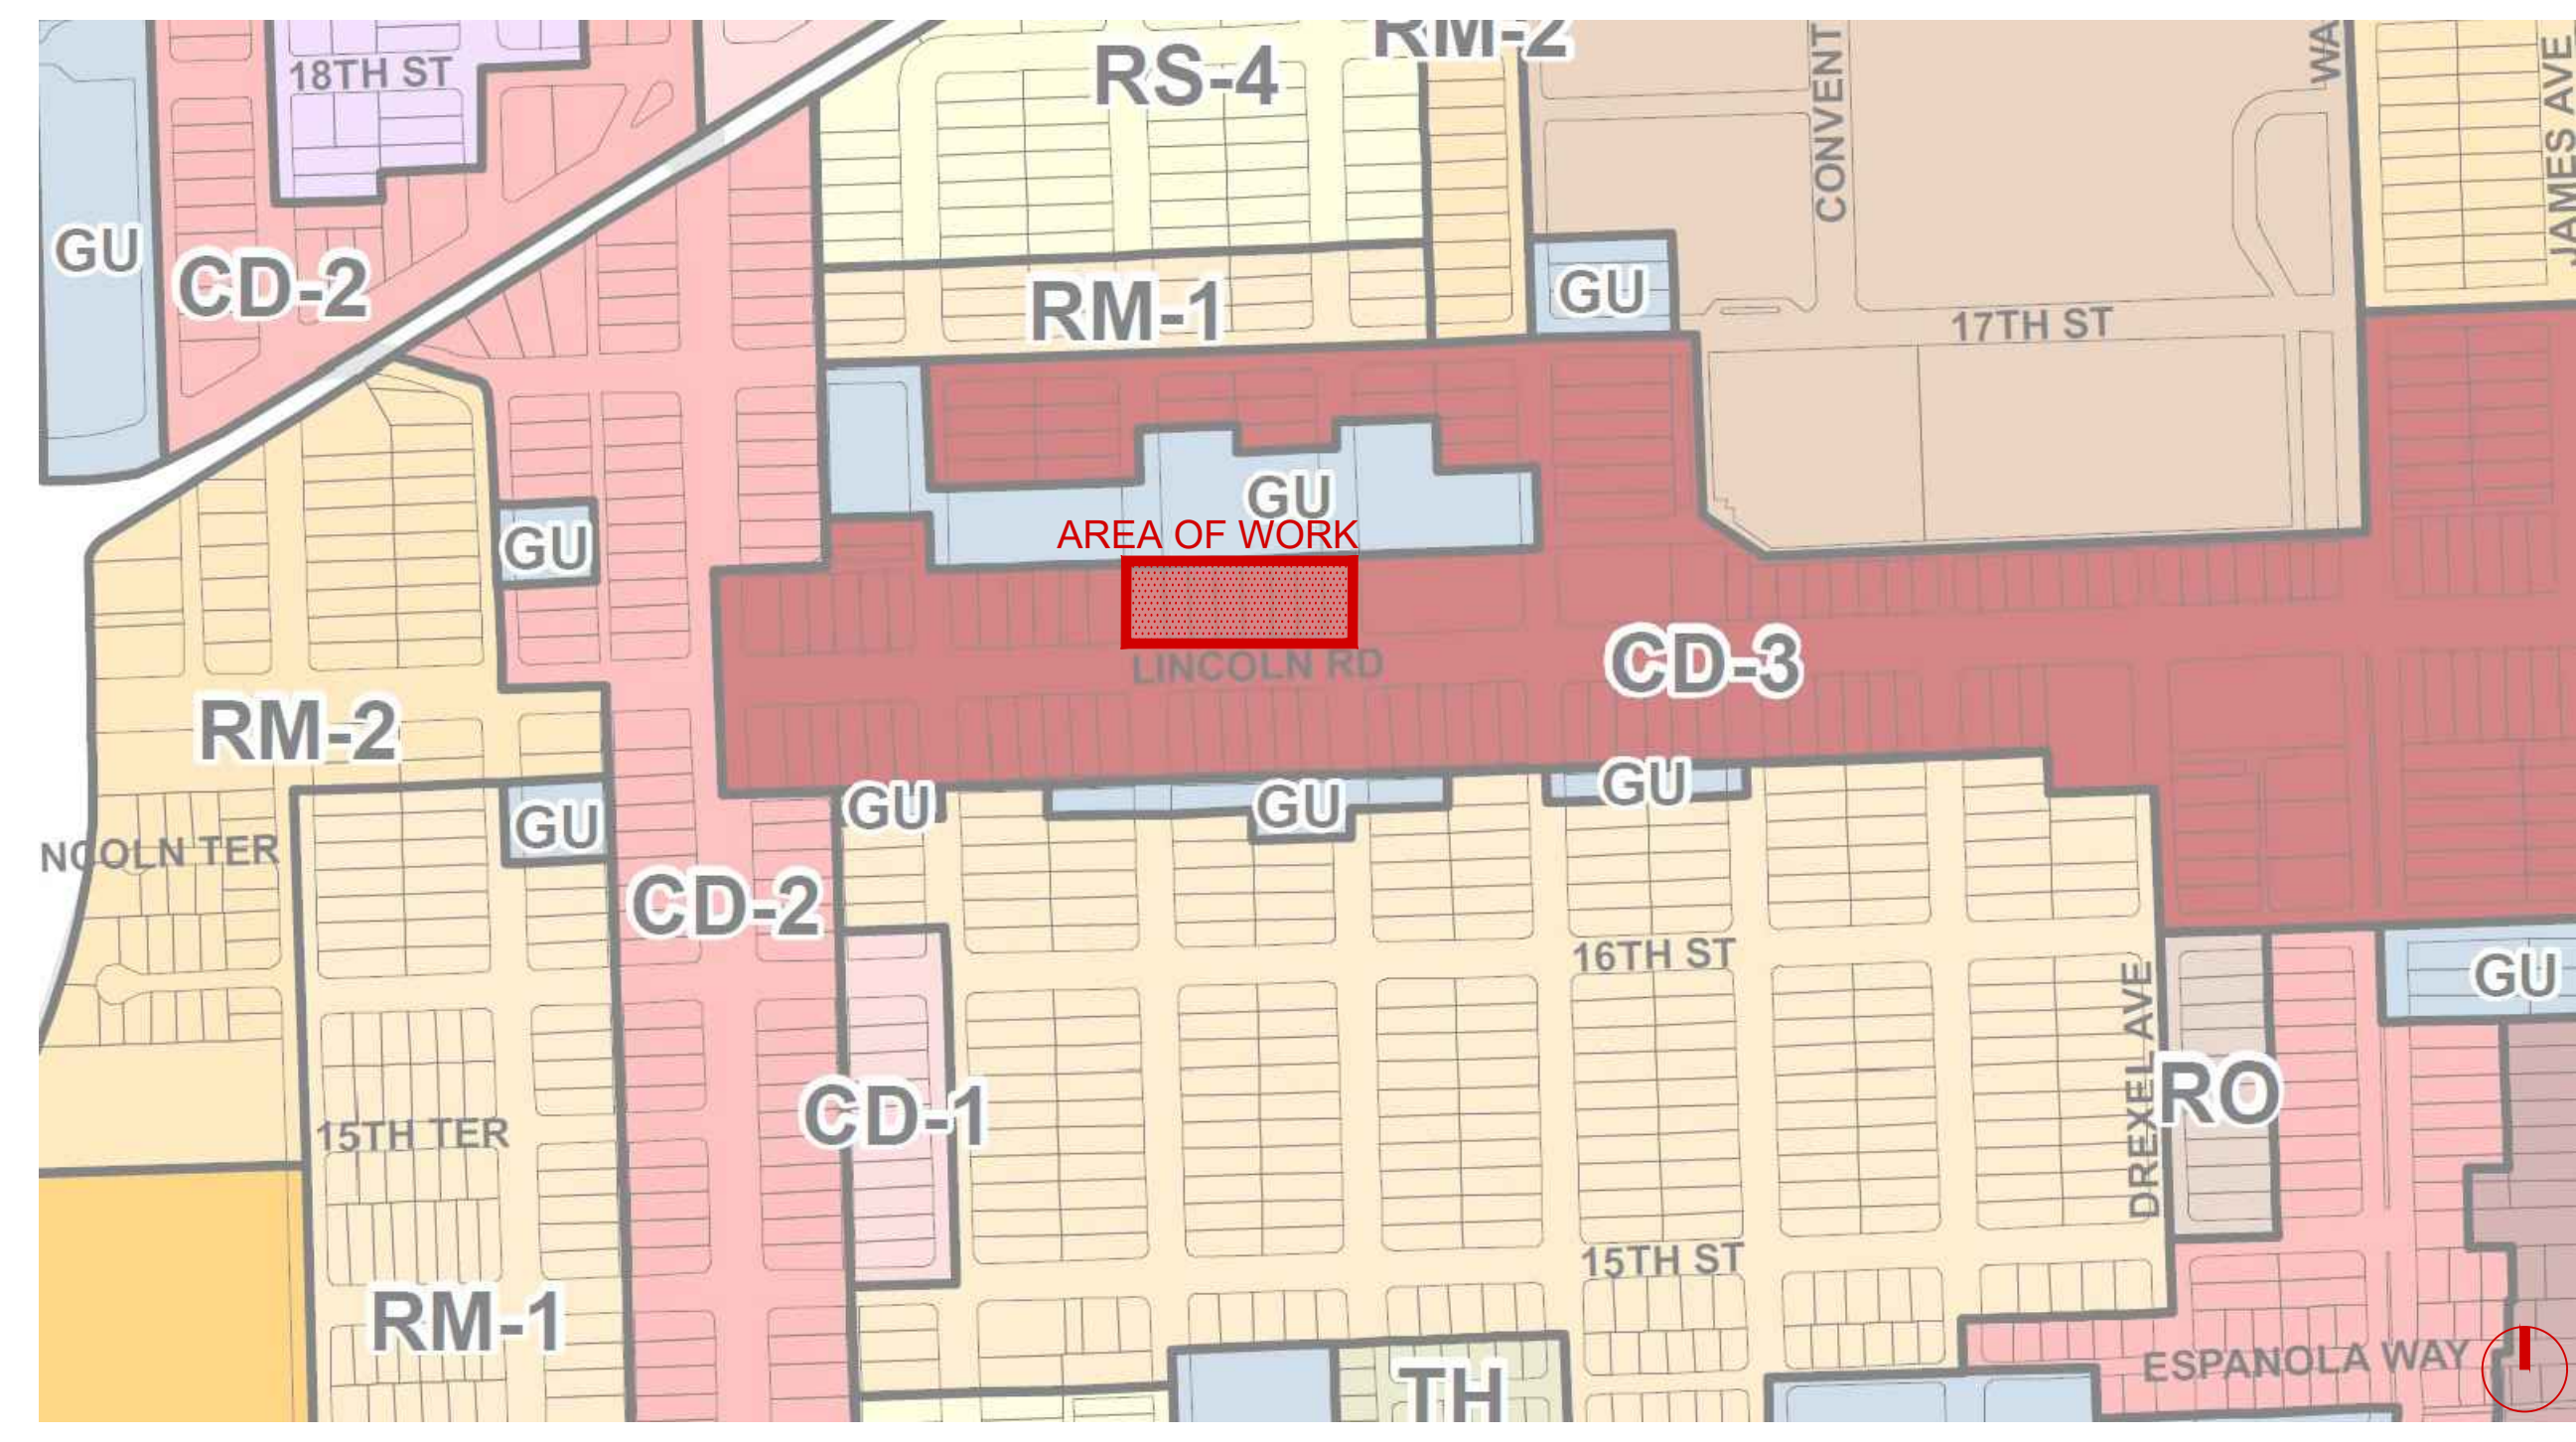 RM-2
RS-4
18TH ST
CONVENT
WA
JAMES AVE
GU
CD-2
RM-1
GU
17TH ST
GU
AREA OF WORK
GU
LINCOLN RD
CD-3
RM-2
GU
GU
GU
GU
NCOLN TER
CD-2
16TH ST
GU
DREXEL AVE
RO
CD-1
15TH TER
15TH ST
RM-1
ESPANOLA WAY
TH